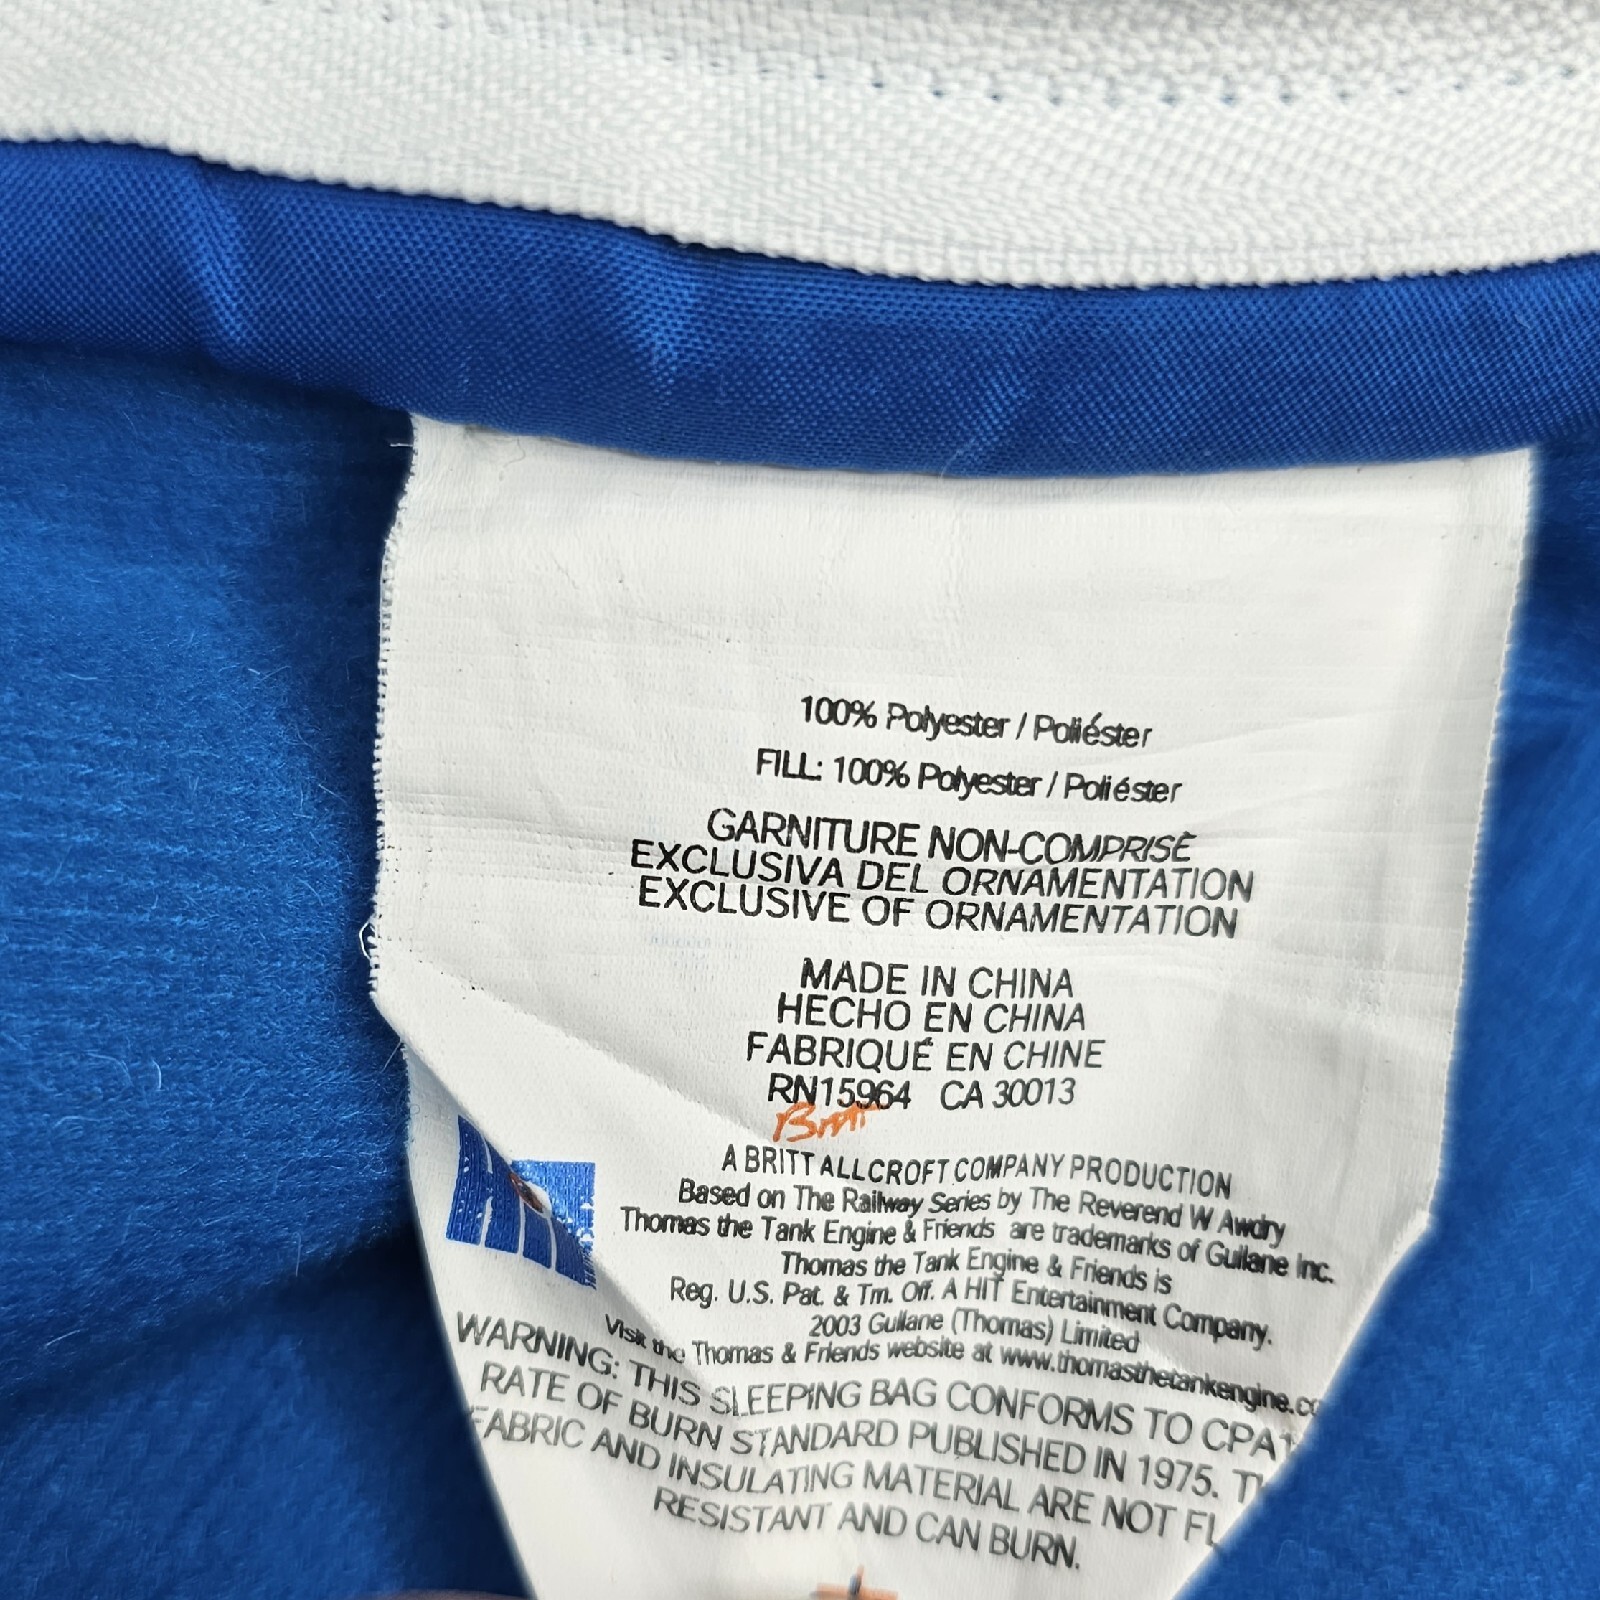 100% Polyester / Poliéster
FILL: 100% Polyester / Poliéster
GARNITURE NON-COMPRISÉ
EXCLUSIVA DEL ORNAMENTATION
EXCLUSIVE OF ORNAMENTATION
MADE IN CHINA
HECHO EN CHINA
FABRIQUÉ EN CHINE
RN15964 CA 30013
Britt
A BRITT ALLCROFT COMPANY PRODUCTION
Based on The Railway Series by The Reverend W Awdry
Thomas the Tank Engine & Friends are trademarks of Gullane Inc.
Thomas the Tank Engine & Friends is
Reg. U.S. Pat. & Tm. Off. A HIT Entertainment Company.
2003 Gullane (Thomas) Limited
Visit the Thomas & Friends website at www.thomasthetankengine.co
WARNING: THIS SLEEPING BAG CONFORMS TO CPA
RATE OF BURN STANDARD PUBLISHED IN 1975.
FABRIC AND INSULATING MATERIAL ARE NOT FL
RESISTANT AND CAN BURN.